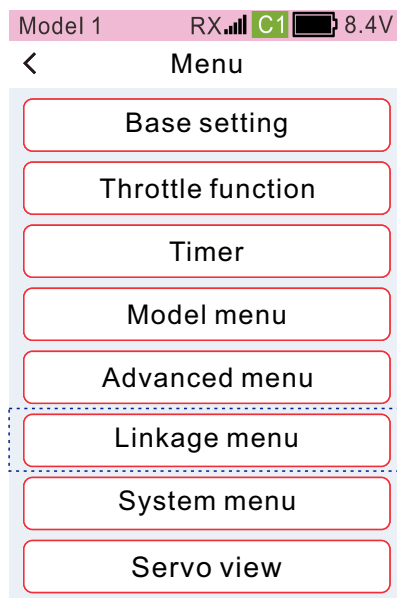 Model 1 RX C1 8.4V
< Menu
Base setting
Throttle function
Timer
Model menu
Advanced menu
Linkage menu
System menu
Servo view